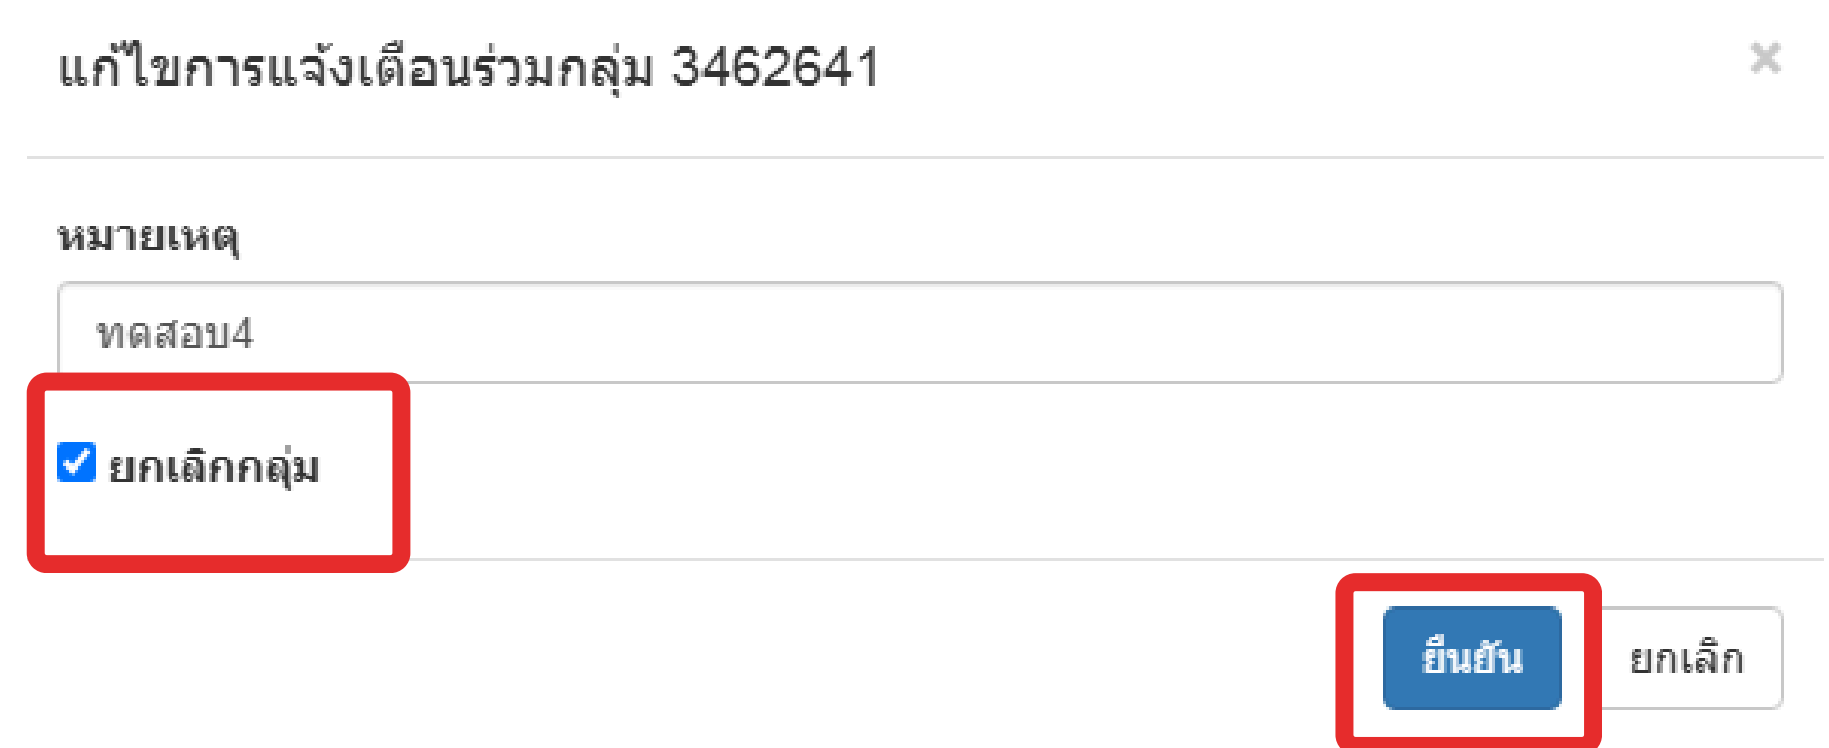 แก้ไขการแจ้งเตือนร่วมกลุ่ม 3462641
หมายเหตุ
ทดสอบ4
ยกเลิกกลุ่ม
ยืนยัน ยกเลิก